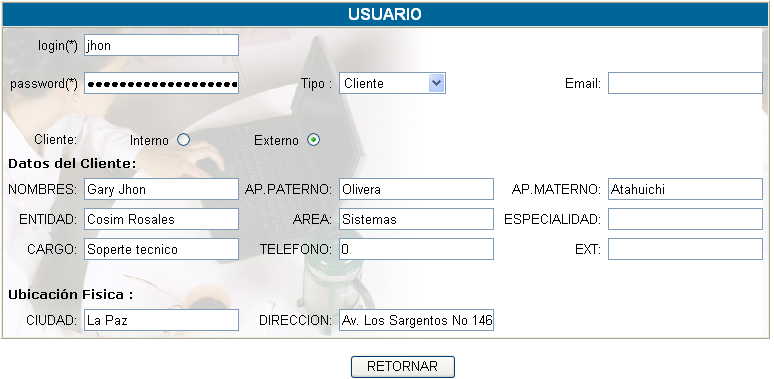 USUARIO
login(*) jhon
password(*) ●●●●●●●●●●●●●●●●●●● Tipo : Cliente Email:
Cliente: Interno Externo
Datos del Cliente:
NOMBRES: Gary Jhon AP.PATERNO: Olivera AP.MATERNO: Atahuichi
ENTIDAD: Cosim Rosales AREA: Sistemas ESPECIALIDAD:
CARGO: Soperte tecnico TELEFONO: 0 EXT:
Ubicación Fisica :
CIUDAD: La Paz DIRECCION: Av. Los Sargentos No 146
RETORNAR